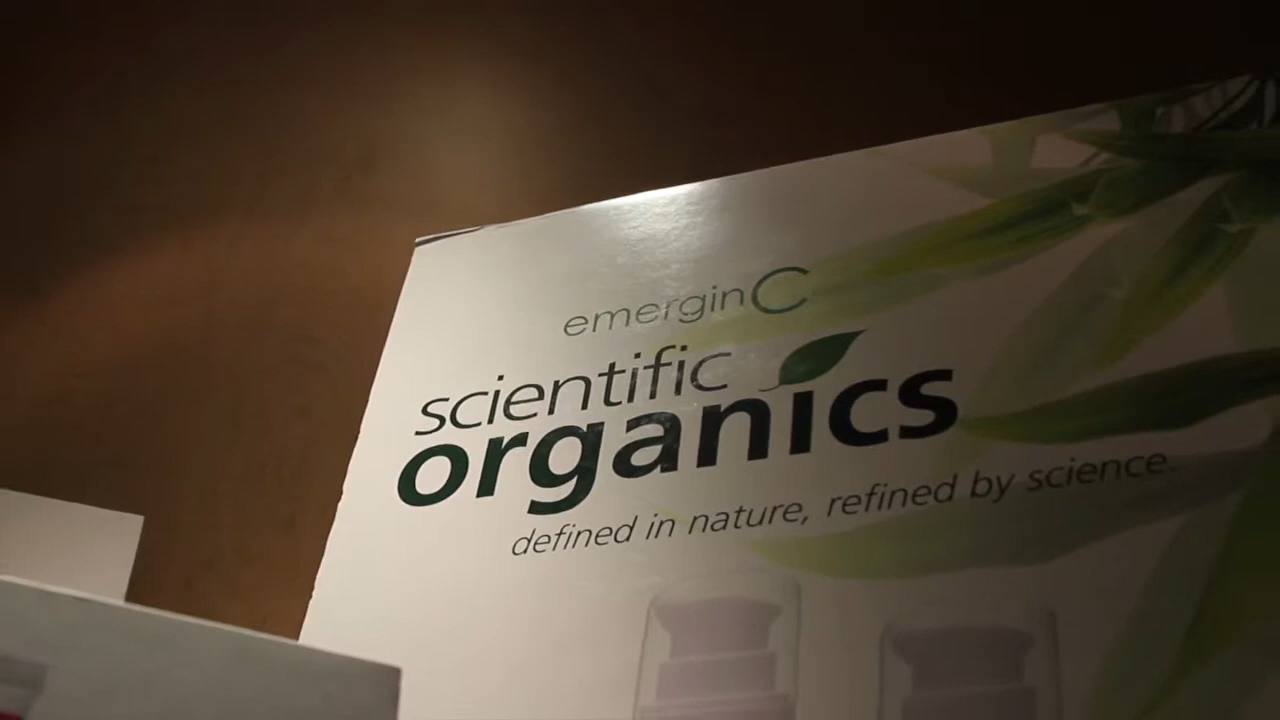 emerginC
scientific
organics
defined in nature, refined by science.